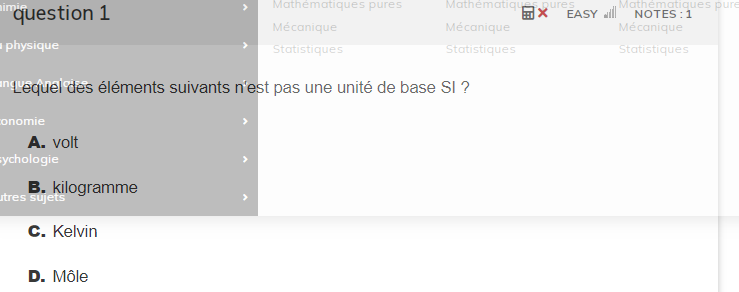 Mathématiques pures Mathématiques pures Mathématiques pures
question 1 EASY NOTES : 1
Mécanique Mécanique Mécanique
physique
Statistiques Statistiques Statistiques
Lequel des éléments suivants n'est pas une unité de base SI ?
A. volt
B. kilogramme
C. Kelvin
D. Môle